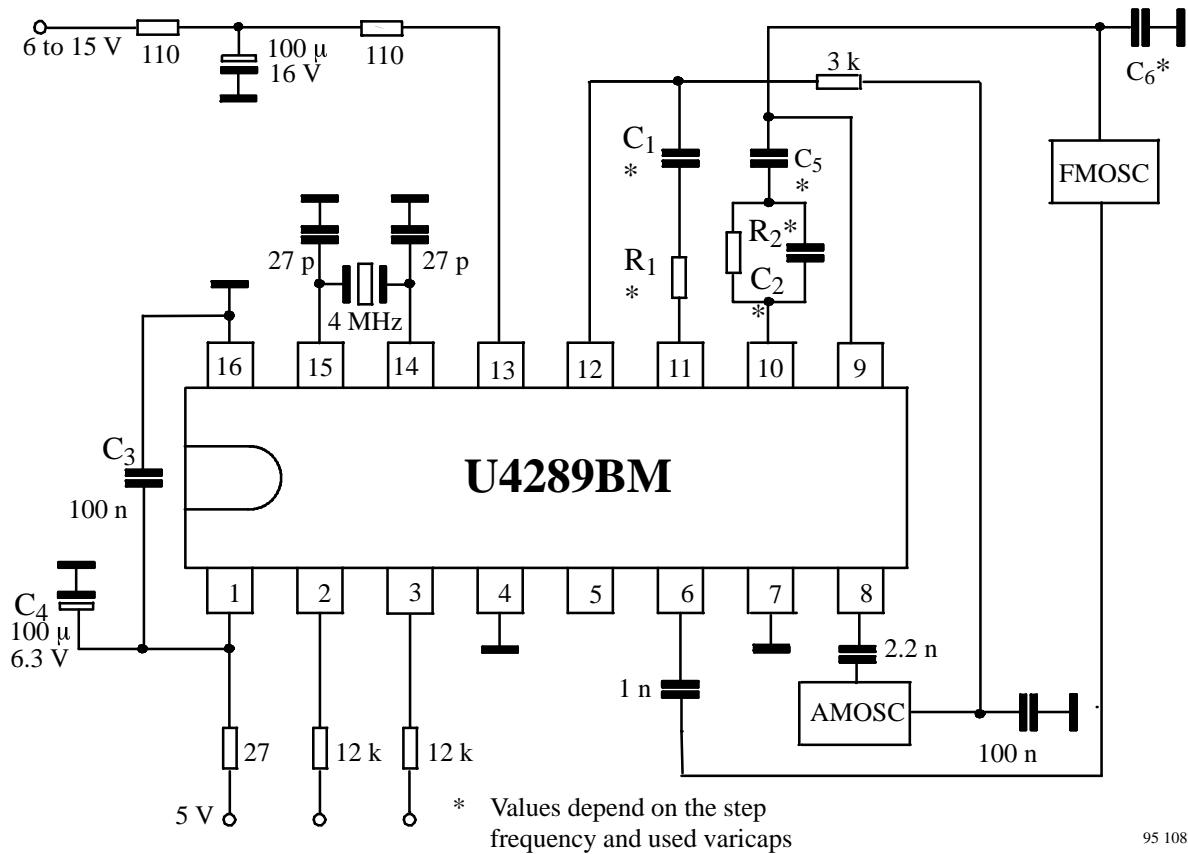 6 to 15 V
110
100 µ
16 V
110
3 k
C6*
C1
*
C5
*
FMOSC
27 p
27 p
R1
*
R2*
C2
*
4 MHz
16
15
14
13
12
11
10
9
C3
100 n
U4289BM
1
2
3
4
5
6
7
8
C4
100 µ
6.3 V
2.2 n
1 n
AMOSC
27
12 k
12 k
100 n
5 V
* Values depend on the step
frequency and used varicaps
95 108